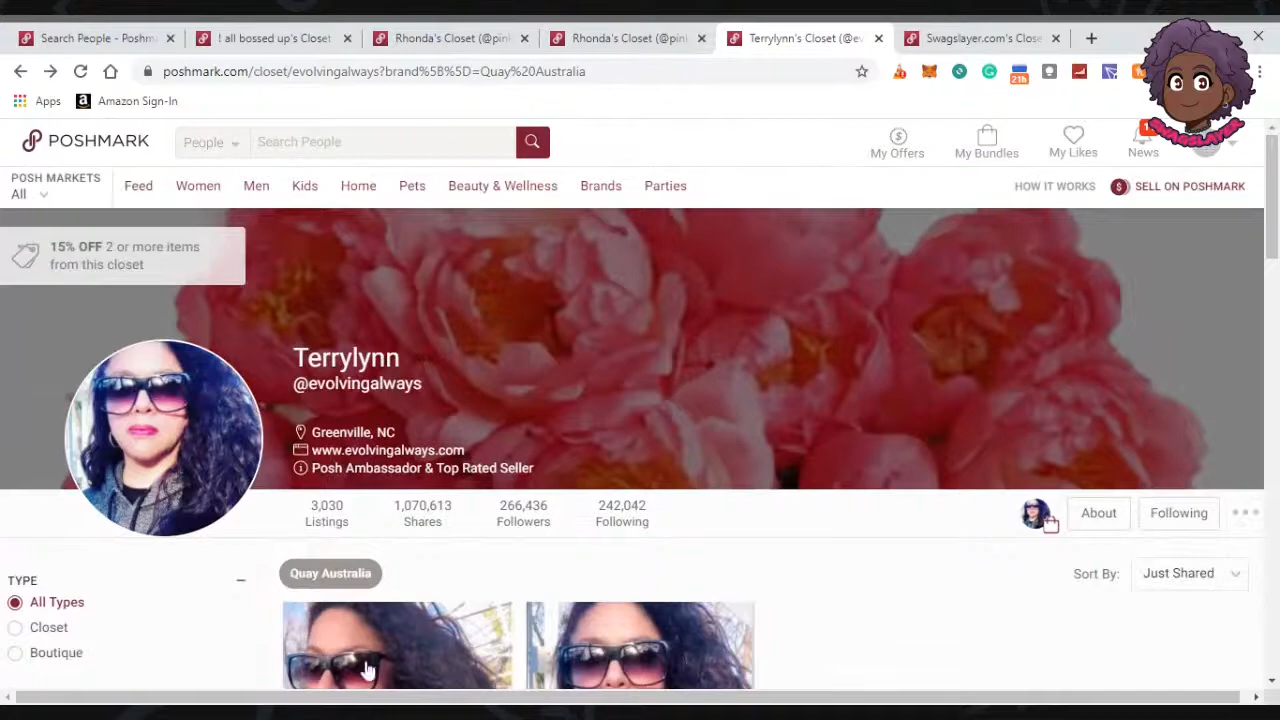 Search People - Poshm
! all bossed up's Closet
Rhonda's Closet (@pin
Rhonda's Closet (@pin
Terrylynn's Closet (@e
Swagslayer.com's Close
poshmark.com/closet/evolvingalways?brand%5B%5D=Quay%20Australia
21h
Apps
Amazon Sign-In
SWAGSLAYER
POSHMARK
People
Search People
My Offers
My Bundles
My Likes
News
POSH MARKETS
All
Feed
Women
Men
Kids
Home
Pets
Beauty & Wellness
Brands
Parties
HOW IT WORKS
SELL ON POSHMARK
15% OFF 2 or more items
from this closet
Terrylynn
@evolvingalways
Greenville, NC
www.evolvingalways.com
Posh Ambassador & Top Rated Seller
3,030
Listings
1,070,613
Shares
266,436
Followers
242,042
Following
About
Following
TYPE
All Types
Closet
Boutique
Quay Australia
Sort By:
Just Shared